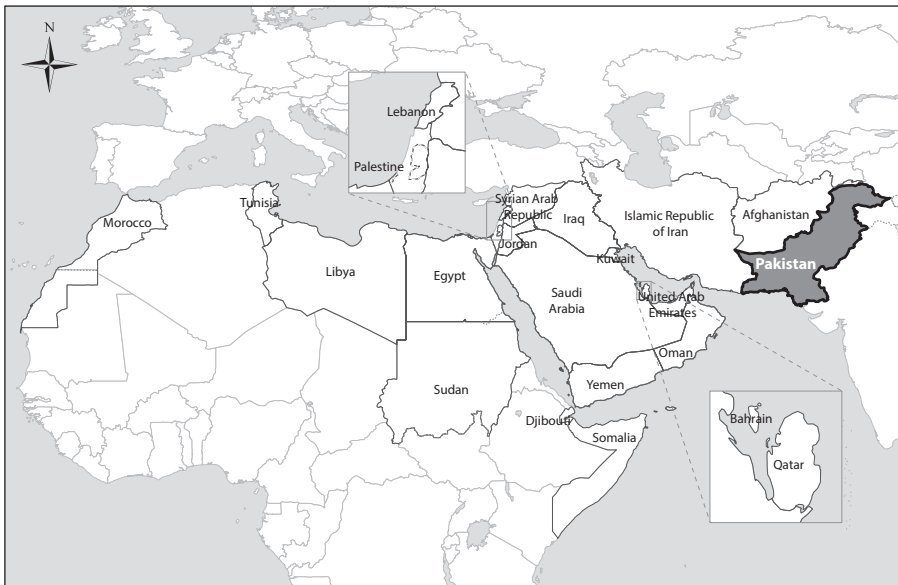 N
Lebanon
Palestine
Morocco
Tunisia
Libya
Egypt
Syrian Arab
Republic
Iraq
Jordan
Kuwait
Islamic Republic
of Iran
Afghanistan
Pakistan
Saudi
Arabia
United Arab
Emirates
Oman
Yemen
Sudan
Djibouti
Somalia
Bahrain
Qatar